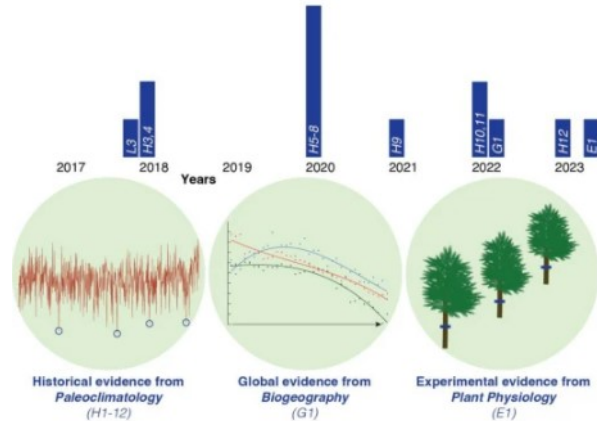 L3
H3,4
H5-8
H9
H10,11
G1
H12
E1
2017 2018 2019 2020 2021 2022 2023
Years
Historical evidence from
Paleoclimatology
(H1-12)
Global evidence from
Biogeography
(G1)
Experimental evidence from
Plant Physiology
(E1)